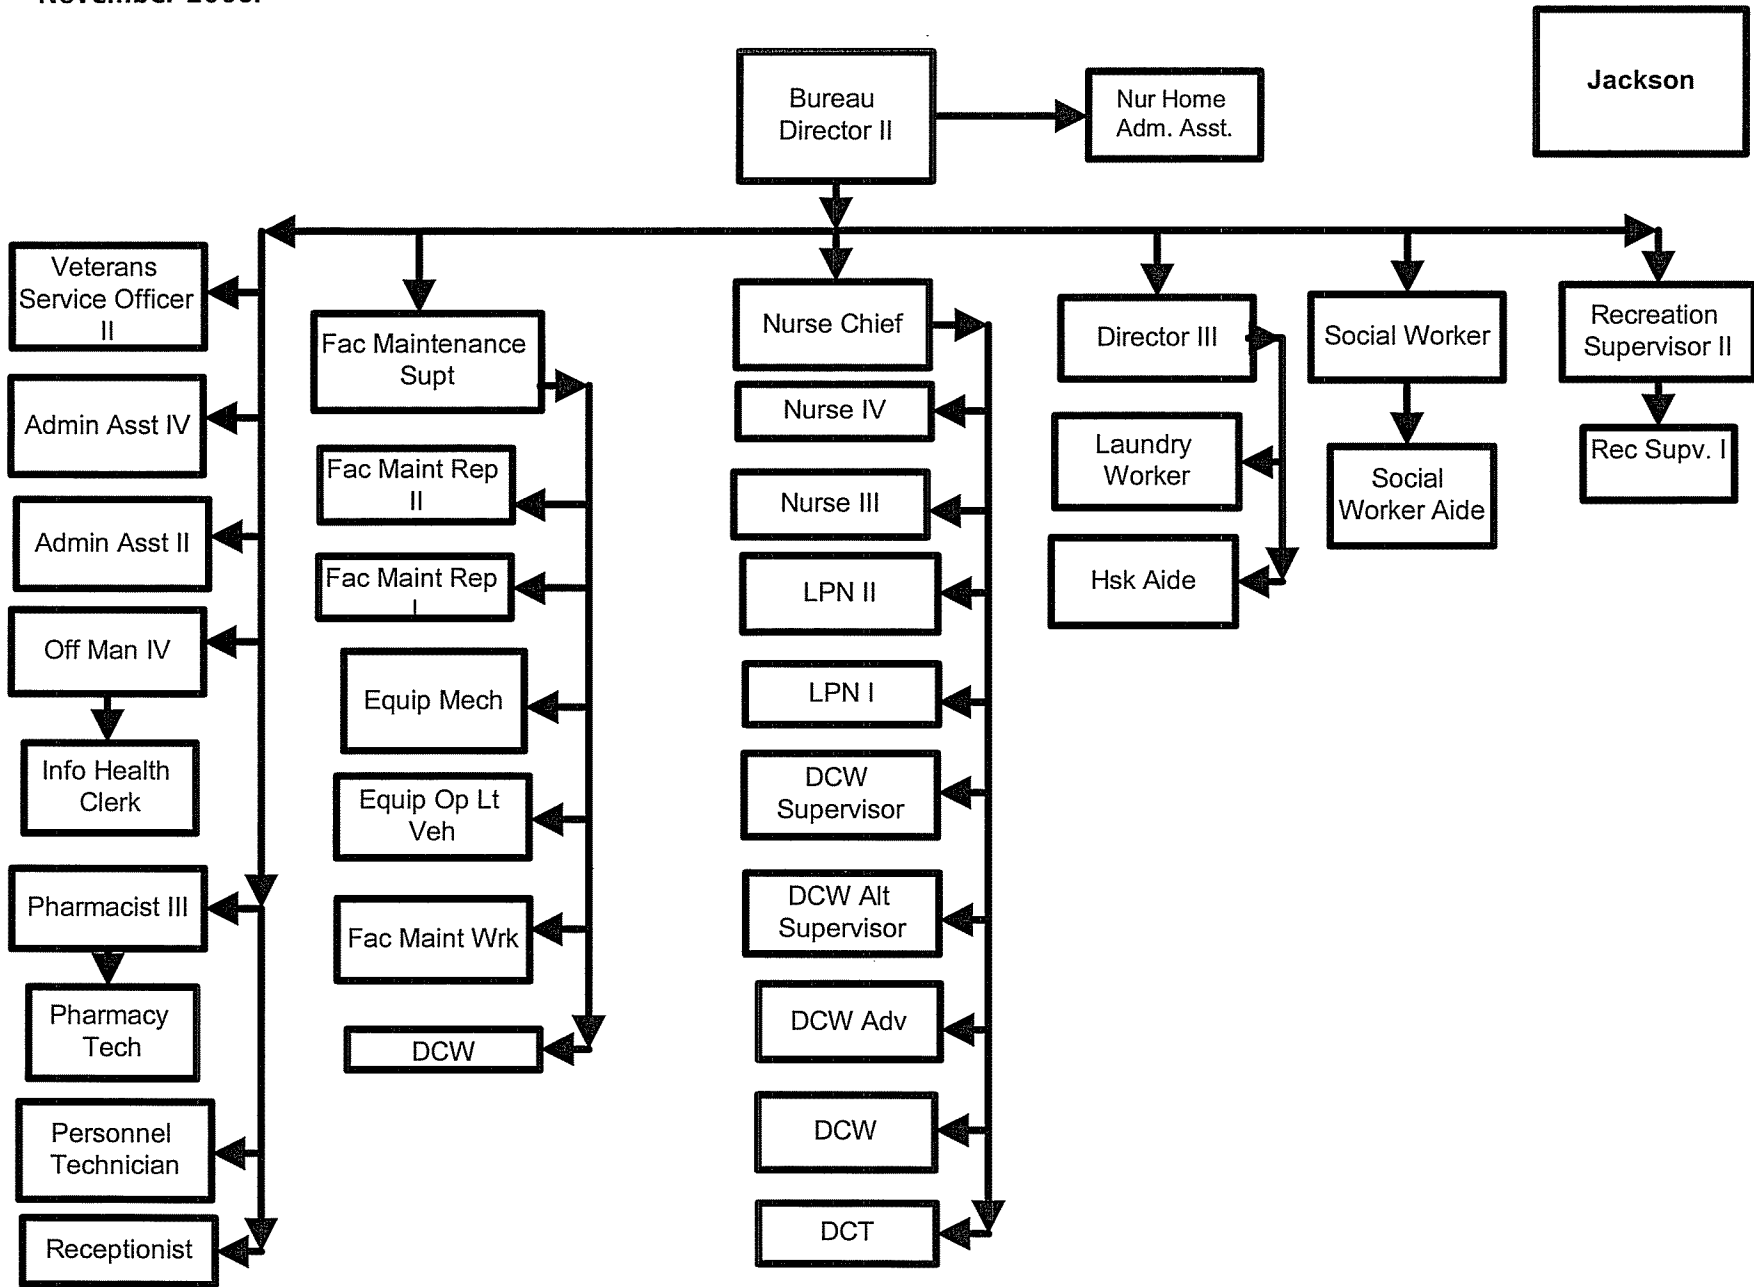 Jackson
Bureau
Director II
Nur Home
Adm. Asst.
Veterans
Service Officer
II
Admin Asst IV
Admin Asst II
Off Man IV
Info Health
Clerk
Pharmacist III
Pharmacy
Tech
Personnel
Technician
Receptionist
Fac Maintenance
Supt
Fac Maint Rep
II
Fac Maint Rep
I
Equip Mech
Equip Op Lt
Veh
Fac Maint Wrk
DCW
Nurse Chief
Nurse IV
Nurse III
LPN II
LPN I
DCW
Supervisor
DCW Alt
Supervisor
DCW Adv
DCW
DCT
Director III
Laundry
Worker
Hsk Aide
Social Worker
Social
Worker Aide
Recreation
Supervisor II
Rec Supv. I